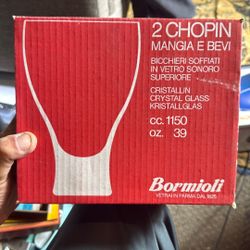 2 CHOPIN
MANGIA E BEVI
BICCHIERI SOFFIATI
IN VETRO SONORO
SUPERIORE
CRISTALLIN
CRYSTAL GLASS
KRISTALLGLAS
cc. 1150
oz. 39
Bormioli
VETRAI IN PARMA DAL 1825